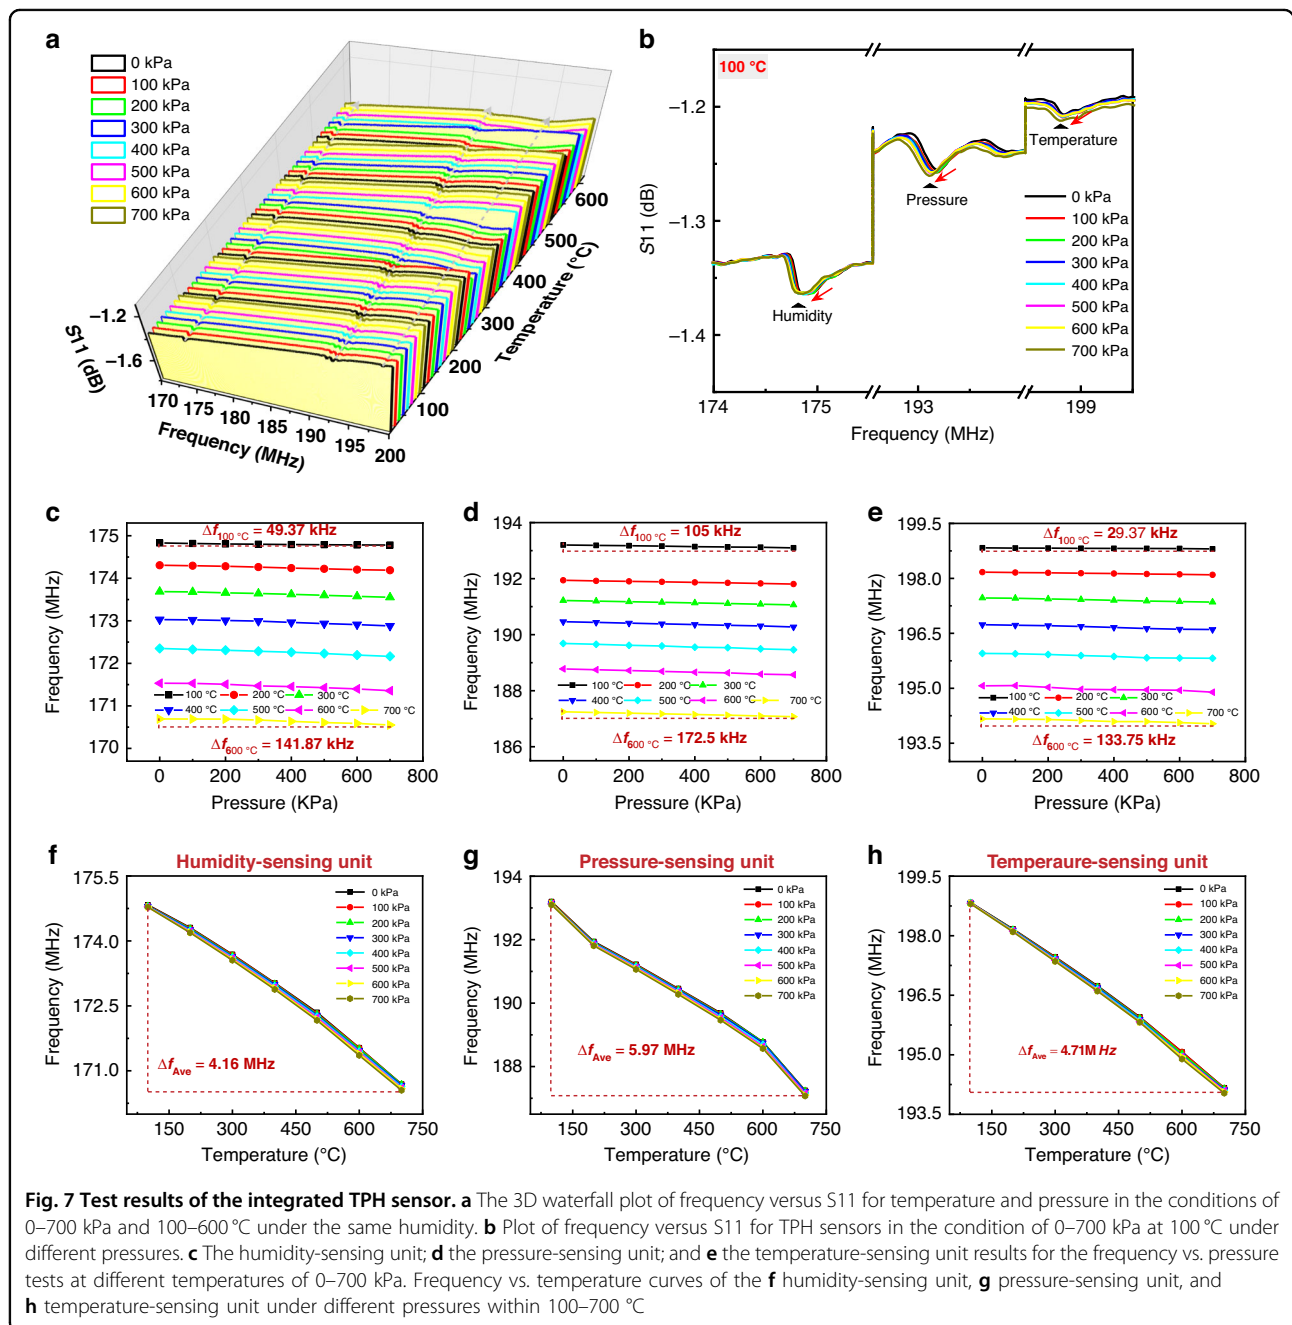 a
0 kPa
100 kPa
200 kPa
300 kPa
400 kPa
500 kPa
600 kPa
700 kPa
−1.2
−1.6
S11 (dB)
170
175
180
185
190
195
200
Frequency (MHz)
100
200
300
400
500
600
Temperature (°C)
b
100 °C
−1.2
−1.3
−1.4
S11 (dB)
Temperature
Pressure
Humidity
0 kPa
100 kPa
200 kPa
300 kPa
400 kPa
500 kPa
600 kPa
700 kPa
174 175 193 199
Frequency (MHz)
c
175
174
173
172
171
170
Frequency (MHz)
Δf100 °C = 49.37 kHz
100 °C 200 °C 300 °C
400 °C 500 °C 600 °C 700 °C
Δf600 °C = 141.87 kHz
0 200 400 600 800
Pressure (KPa)
d
194
192
190
188
186
Frequency (MHz)
Δf100 °C = 105 kHz
100 °C 200 °C 300 °C
400 °C 500 °C 600 °C 700 °C
Δf600 °C = 172.5 kHz
0 200 400 600 800
Pressure (KPa)
e
199.5
198.0
196.5
195.0
193.5
Frequency (MHz)
Δf100 °C = 29.37 kHz
100 °C 200 °C 300 °C
400 °C 500 °C 600 °C 700 °C
Δf600 °C = 133.75 kHz
0 200 400 600 800
Pressure (KPa)
f
Humidity-sensing unit
175.5
174.0
172.5
171.0
Frequency (MHz)
0 kPa
100 kPa
200 kPa
300 kPa
400 kPa
500 kPa
600 kPa
700 kPa
ΔfAve = 4.16 MHz
150 300 450 600 750
Temperature (°C)
g
Pressure-sensing unit
194
192
190
188
Frequency (MHz)
0 kPa
100 kPa
200 kPa
300 kPa
400 kPa
500 kPa
600 kPa
700 kPa
ΔfAve = 5.97 MHz
150 300 450 600 750
Temperature (°C)
h
Temperaure-sensing unit
199.5
198.0
196.5
195.0
193.5
Frequency (MHz)
0 kPa
100 kPa
200 kPa
300 kPa
400 kPa
500 kPa
600 kPa
700 kPa
ΔfAve = 4.71M Hz
150 300 450 600 750
Temperature (°C)
Fig. 7 Test results of the integrated TPH sensor. a The 3D waterfall plot of frequency versus S11 for temperature and pressure in the conditions of
0–700 kPa and 100–600 °C under the same humidity. b Plot of frequency versus S11 for TPH sensors in the condition of 0–700 kPa at 100 °C under
different pressures. c The humidity-sensing unit; d the pressure-sensing unit; and e the temperature-sensing unit results for the frequency vs. pressure
tests at different temperatures of 0–700 kPa. Frequency vs. temperature curves of the f humidity-sensing unit, g pressure-sensing unit, and
h temperature-sensing unit under different pressures within 100–700 °C